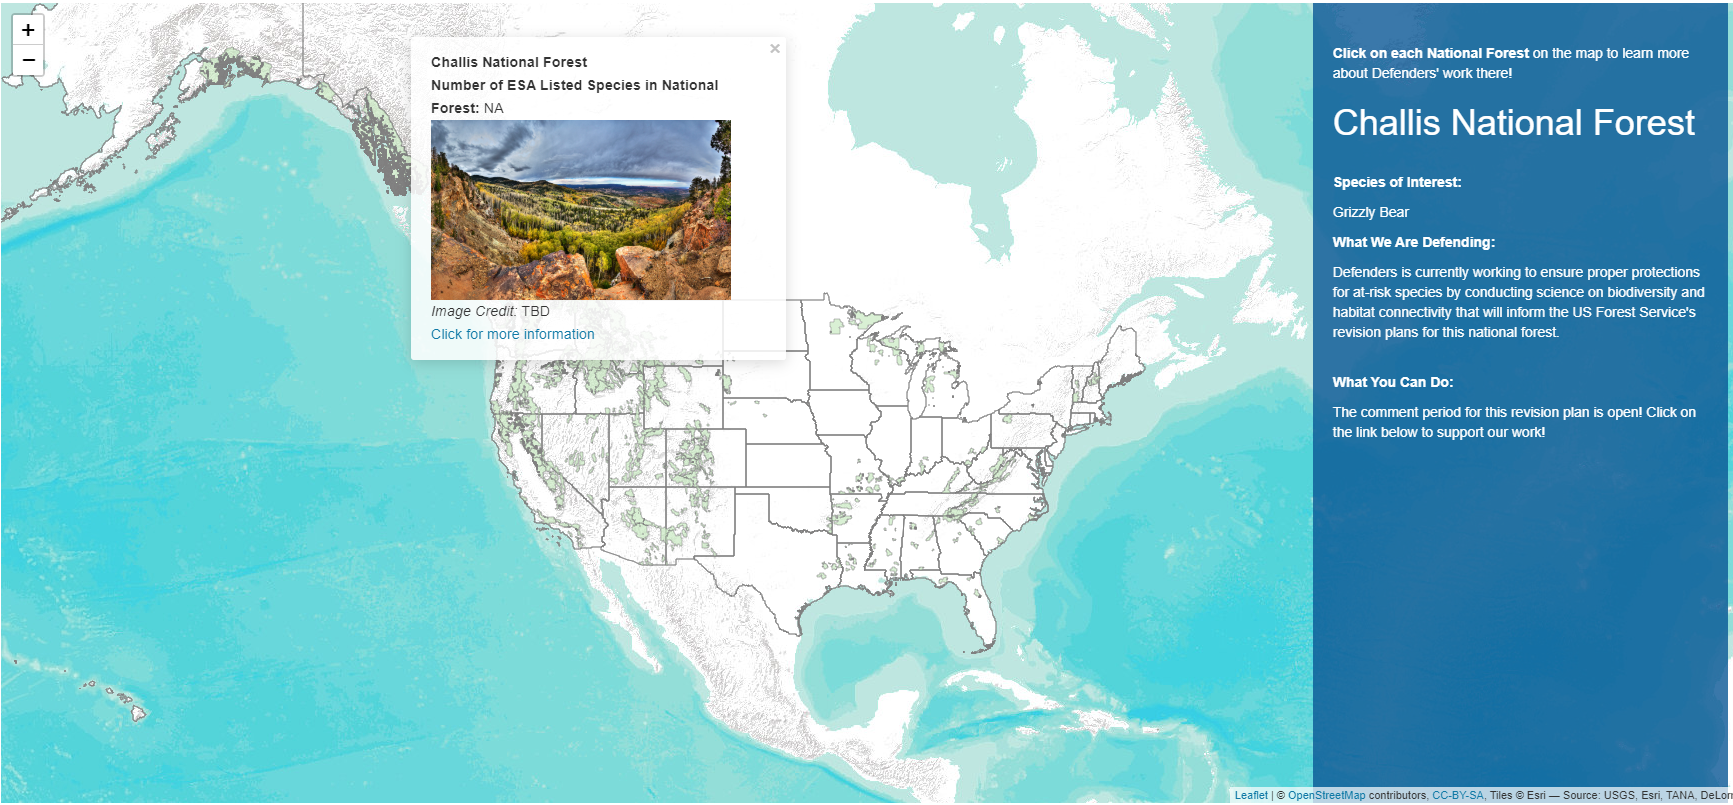 +
−
×
Challis National Forest
Number of ESA Listed Species in National
Forest: NA
Image Credit: TBD
Click for more information
Click on each National Forest on the map to learn more
about Defenders' work there!
Challis National Forest
Species of Interest:
Grizzly Bear
What We Are Defending:
Defenders is currently working to ensure proper protections
for at-risk species by conducting science on biodiversity and
habitat connectivity that will inform the US Forest Service's
revision plans for this national forest.
What You Can Do:
The comment period for this revision plan is open! Click on
the link below to support our work!
Leaflet | © OpenStreetMap contributors, CC-BY-SA, Tiles © Esri — Source: USGS, Esri, TANA, DeLor